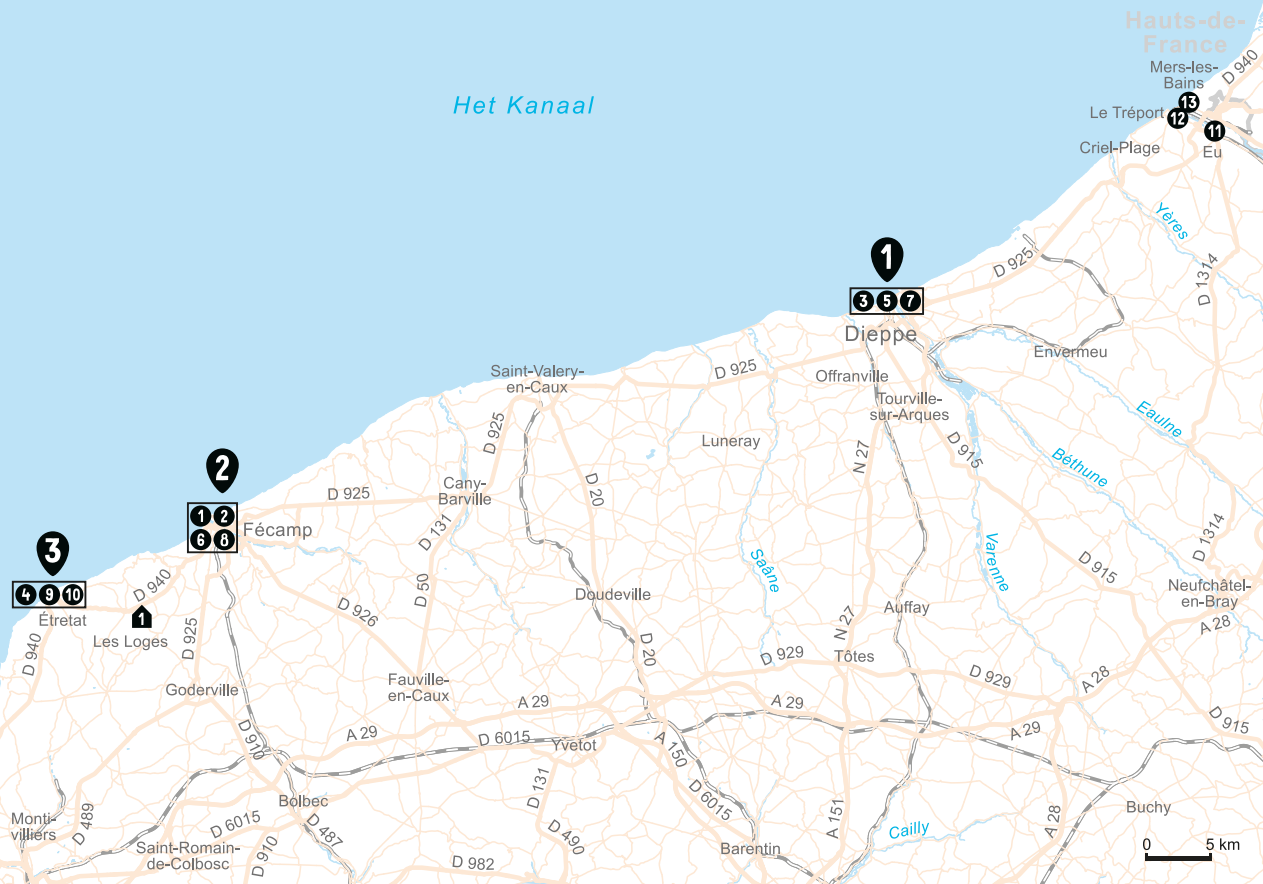 Hauts-de-
France
Mers-les-
Bains
D 940
Het Kanaal
13
Le Tréport
12
11
Criel-Plage
Eu
Yères
1
D 925
D 1314
3 5 7
Dieppe
Envermeu
Saint-Valery-
en-Caux
D 925
Offranville
Tourville-
sur-Arques
Eaulne
D 925
Luneray
N 27
D 915
Béthune
2
Cany-
Barville
D 20
D 925
1 2
6 8
Fécamp
D 131
D 1314
3
Saâne
Varenne
D 915
4 9 10
D 940
D 50
Doudeville
Neufchâtel-
en-Bray
Étretat
1
D 926
Auffay
Les Loges
D 925
N 27
A 28
D 940
D 20
D 929
Tôtes
Goderville
Fauville-
en-Caux
D 929
A 28
A 29
A 29
D 910
A 29
D 6015
Yvetot
A 150
A 29
D 915
D 131
Bolbec
D 6015
Monti-
villiers
D 489
D 6015
D 487
D 490
A 151
Cailly
A 28
Buchy
Saint-Romain-
de-Colbosc
D 910
D 982
Barentin
0 5 km